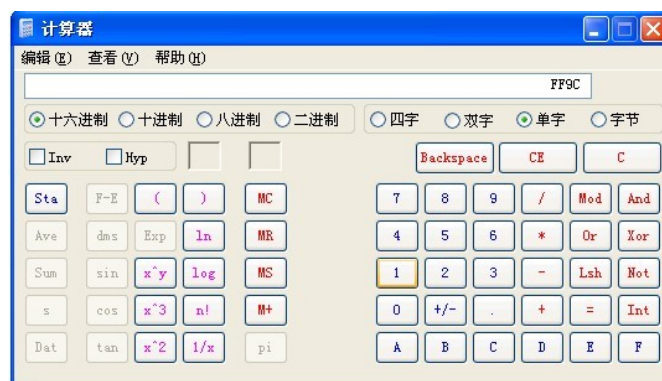 计算器
编辑(E) 查看(V) 帮助(H)
FF9C
十六进制 十进制 八进制 二进制 四字 双字 单字 字节
Inv Hyp Backspace CE C
Sta F-E ( ) MC 7 8 9 / Mod And
Ave dms Exp ln MR 4 5 6 * Or Xor
Sum sin x^y log MS 1 2 3 - Lsh Not
s cos x^3 n! M+ 0 +/- . + = Int
Dat tan x^2 1/x pi A B C D E F